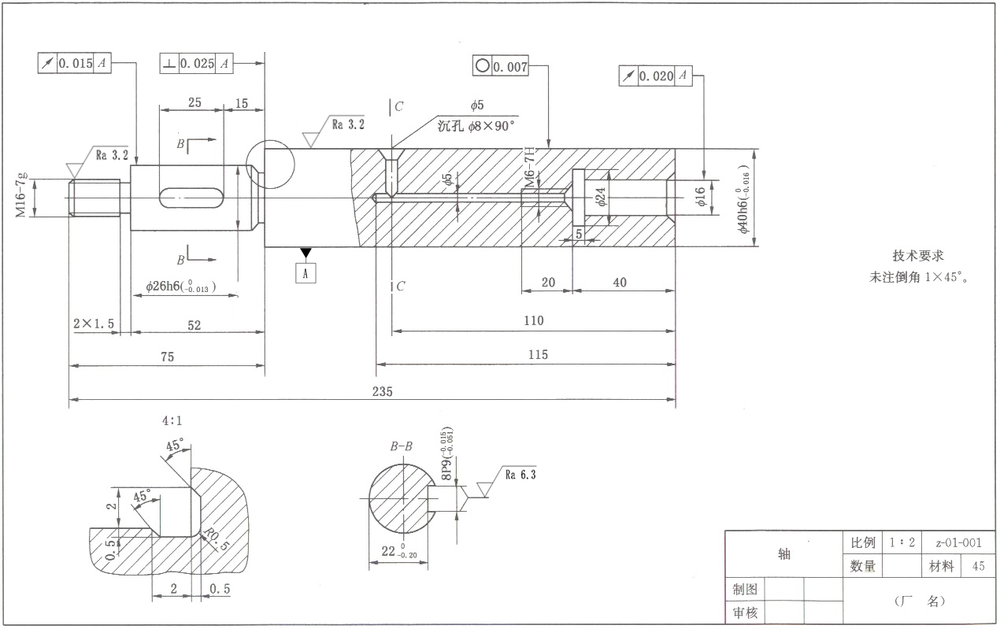 ↗ 0.015 A
⊥ 0.025 A
○ 0.007
↗ 0.020 A
25
15
C
φ5
沉孔 φ8×90°
Ra 3.2
Ra 3.2
B
M16-7g
φ5
M6-7H
φ24
φ16
φ40h6(0 -0.016)
5
B
A
C
φ26h6(0 -0.013)
20
40
2×1.5
52
110
75
115
235
技术要求
未注倒角 1×45°。
4:1
45°
45°
2
0.5
R0.5
2
0.5
B-B
8P9(-0.015 -0.051)
Ra 6.3
22 0 -0.20
轴
比例 1:2 z-01-001
数量 材料 45
制图
审核
(厂 名)